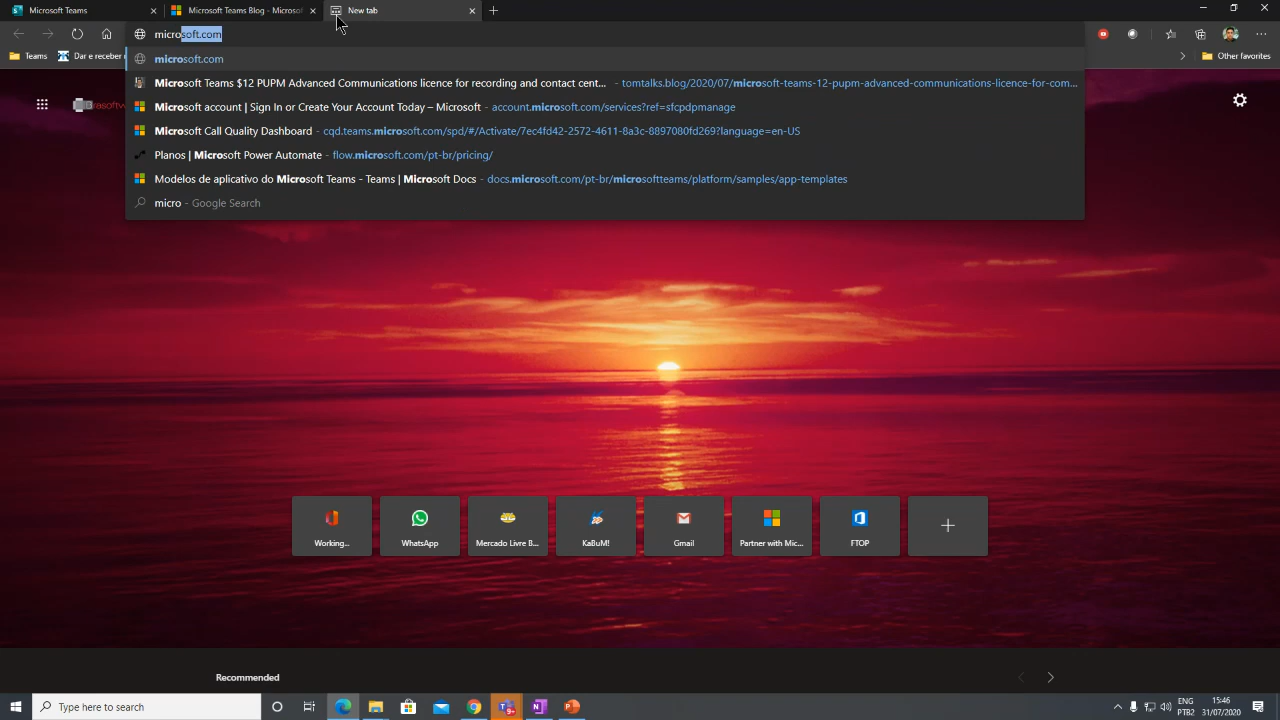 Microsoft Teams
Microsoft Teams Blog - Microsof
New tab
microsoft.com
Teams
Dar e receber
Other favorites
microsoft.com
Microsoft Teams $12 PUPM Advanced Communications licence for recording and contact cent... - tomtalks.blog/2020/07/microsoft-teams-12-pupm-advanced-communications-licence-for-com...
Microsoft account | Sign In or Create Your Account Today – Microsoft - account.microsoft.com/services?ref=sfcpdpmanage
Microsoft Call Quality Dashboard - cqd.teams.microsoft.com/spd/#/Activate/7ec4fd42-2572-4611-8a3c-8897080fd269?language=en-US
Planos | Microsoft Power Automate - flow.microsoft.com/pt-br/pricing/
Modelos de aplicativo do Microsoft Teams - Teams | Microsoft Docs - docs.microsoft.com/pt-br/microsoftteams/platform/samples/app-templates
micro - Google Search
Working...
WhatsApp
Mercado Livre B...
KaBuM!
Gmail
Partner with Mic...
FTOP
Recommended
Type here to search
9+
ENG
PTB2
15:46
31/07/2020